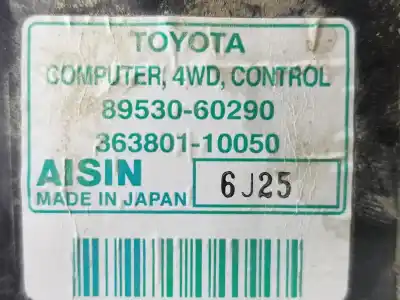 TOYOTA
COMPUTER, 4WD, CONTROL
89530-60290
363801-10050
AISIN 6J25
MADE IN JAPAN